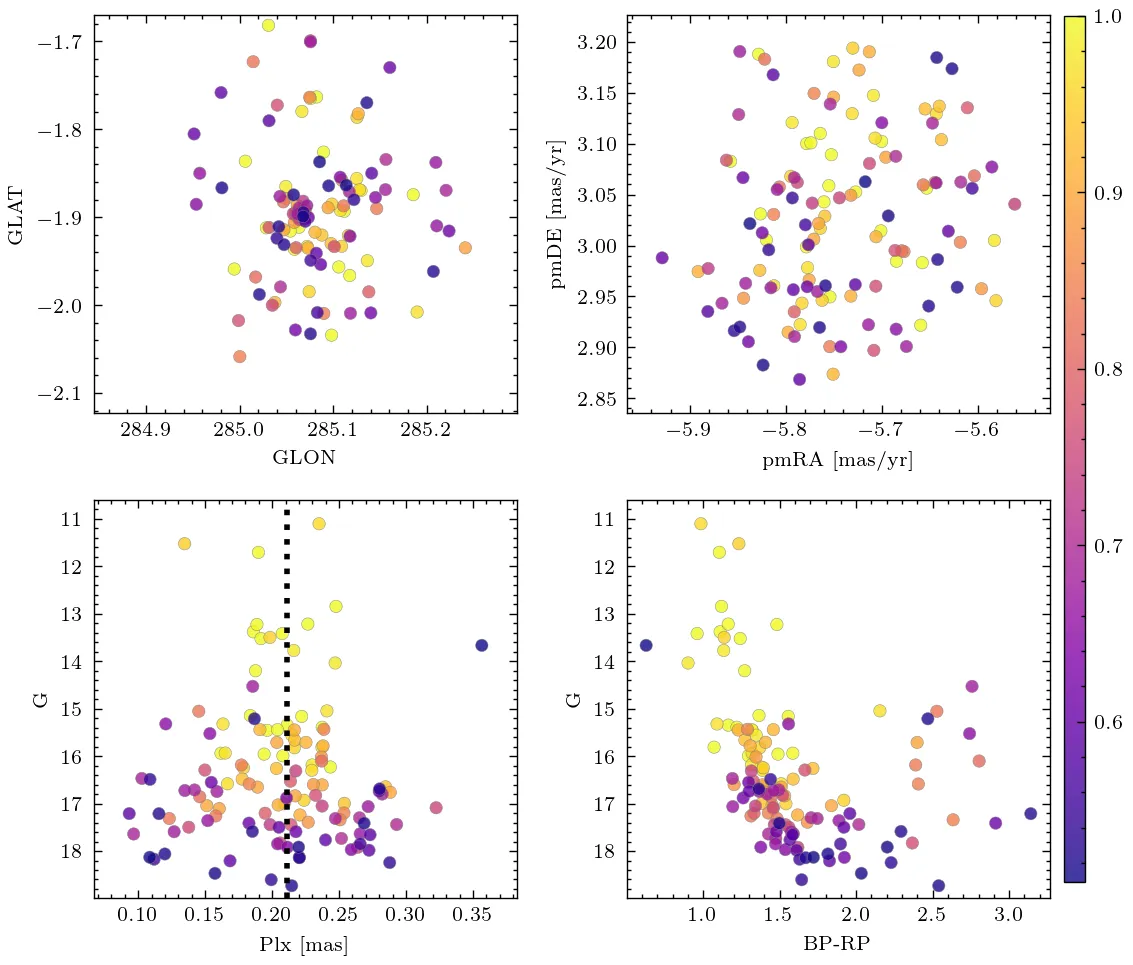 −1.7
−1.8
−1.9
−2.0
−2.1
GLAT
284.9 285.0 285.1 285.2
GLON
3.20
3.15
3.10
3.05
3.00
2.95
2.90
2.85
pmDE [mas/yr]
−5.9 −5.8 −5.7 −5.6
pmRA [mas/yr]
1.0
0.9
0.8
0.7
0.6
11
12
13
14
15
16
17
18
G
0.10 0.15 0.20 0.25 0.30 0.35
Plx [mas]
11
12
13
14
15
16
17
18
G
1.0 1.5 2.0 2.5 3.0
BP-RP